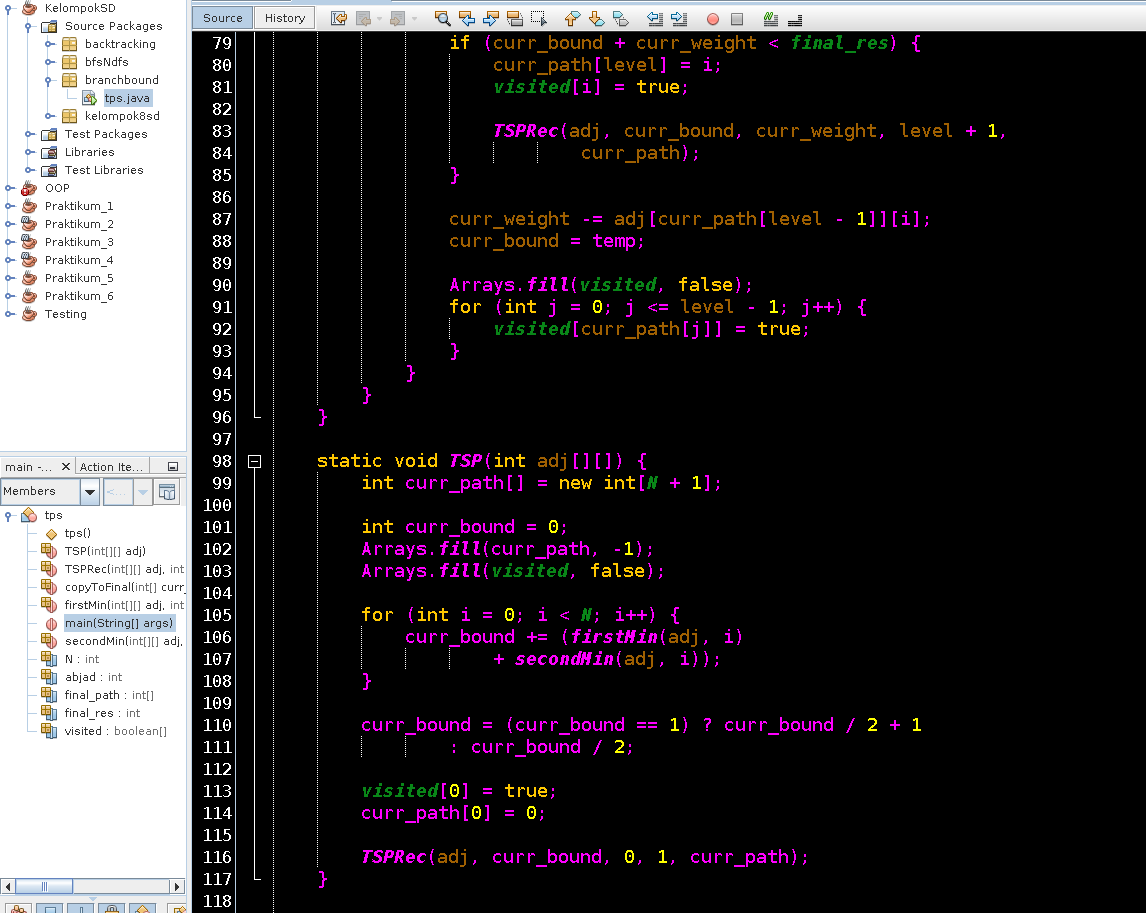 KelompokSD
Source Packages
backtracking
bfsNdfs
branchbound
tps.java
kelompok8sd
Test Packages
Libraries
Test Libraries
OOP
Praktikum_1
Praktikum_2
Praktikum_3
Praktikum_4
Praktikum_5
Praktikum_6
Testing
main -... × Action Ite...
Members <...
tps
tps()
TSP(int[][] adj)
TSPRec(int[][] adj, int
copyToFinal(int[] curr_
firstMin(int[][] adj, int
main(String[] args)
secondMin(int[][] adj,
N : int
abjad : int
final_path : int[]
final_res : int
visited : boolean[]
Source History
79 if (curr_bound + curr_weight < final_res) {
80 curr_path[level] = i;
81 visited[i] = true;
82
83 TSPRec(adj, curr_bound, curr_weight, level + 1,
84 curr_path);
85 }
86
87 curr_weight -= adj[curr_path[level - 1]][i];
88 curr_bound = temp;
89
90 Arrays.fill(visited, false);
91 for (int j = 0; j <= level - 1; j++) {
92 visited[curr_path[j]] = true;
93 }
94 }
95 }
96 }
97
98 static void TSP(int adj[][]) {
99 int curr_path[] = new int[N + 1];
100
101 int curr_bound = 0;
102 Arrays.fill(curr_path, -1);
103 Arrays.fill(visited, false);
104
105 for (int i = 0; i < N; i++) {
106 curr_bound += (firstMin(adj, i)
107 + secondMin(adj, i));
108 }
109
110 curr_bound = (curr_bound == 1) ? curr_bound / 2 + 1
111 : curr_bound / 2;
112
113 visited[0] = true;
114 curr_path[0] = 0;
115
116 TSPRec(adj, curr_bound, 0, 1, curr_path);
117 }
118